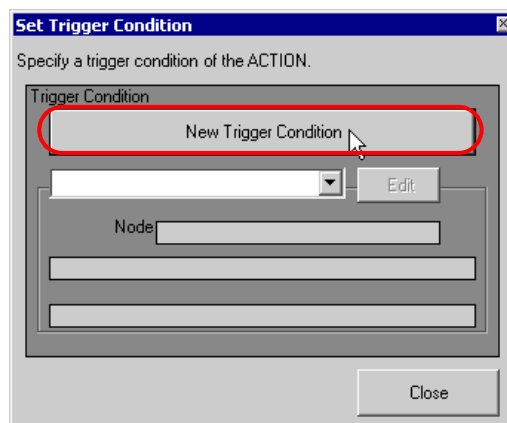 Set Trigger Condition
Specify a trigger condition of the ACTION.
Trigger Condition
New Trigger Condition
Edit
Node
Close